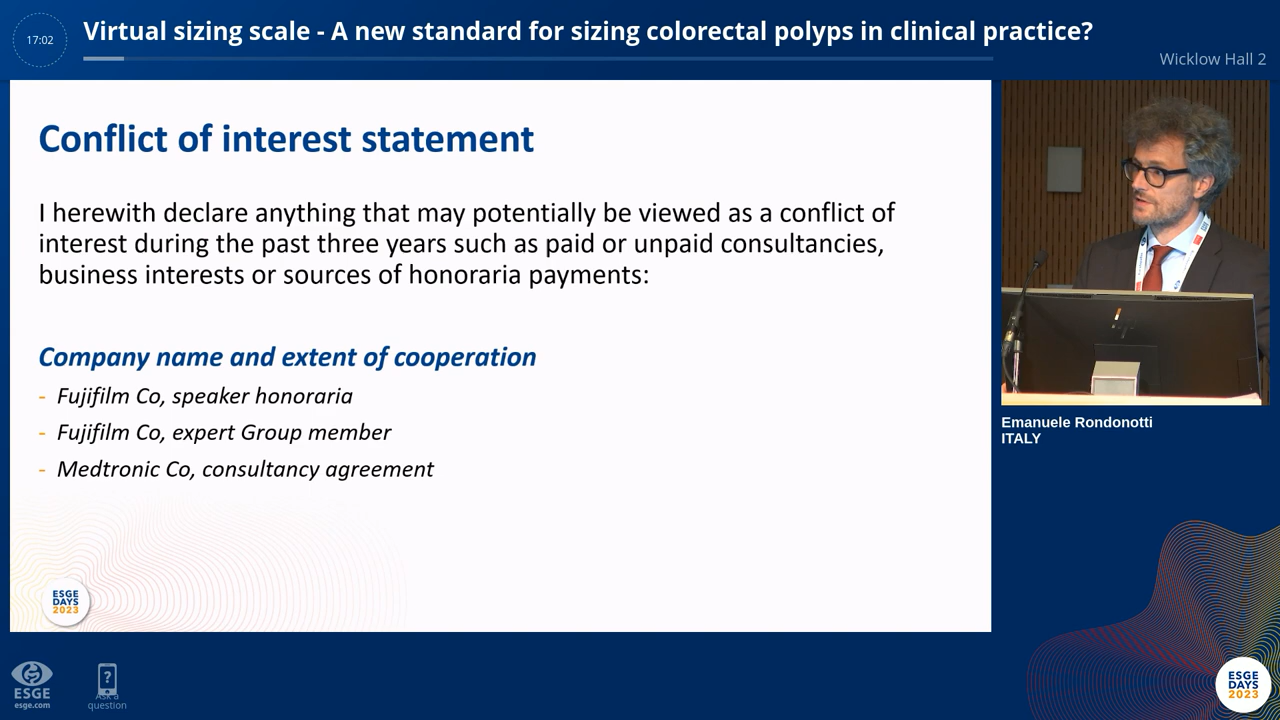 17:02
Virtual sizing scale - A new standard for sizing colorectal polyps in clinical practice?
Wicklow Hall 2
Conflict of interest statement
I herewith declare anything that may potentially be viewed as a conflict of
interest during the past three years such as paid or unpaid consultancies,
business interests or sources of honoraria payments:
Company name and extent of cooperation
- Fujifilm Co, speaker honoraria
- Fujifilm Co, expert Group member
- Medtronic Co, consultancy agreement
ESGE
DAYS
2023
Emanuele Rondonotti
ITALY
ESGE
esge.com
?
Ask a
question
ESGE
DAYS
2023